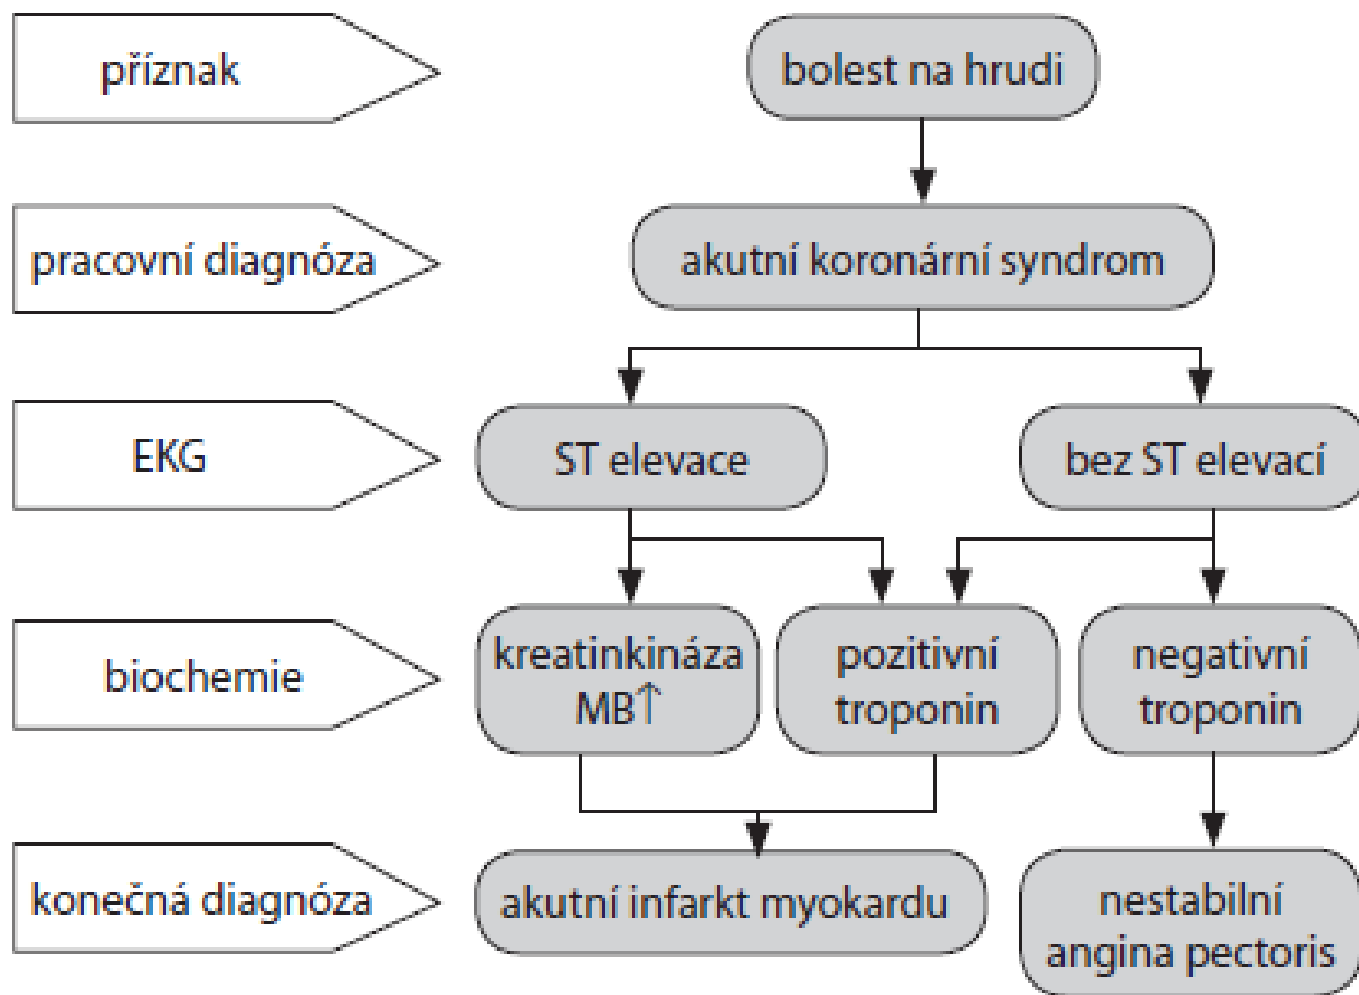 příznak
bolest na hrudi
pracovní diagnóza
akutní koronární syndrom
EKG
ST elevace
bez ST elevací
biochemie
kreatinkináza
MB↑
pozitivní
troponin
negativní
troponin
konečná diagnóza
akutní infarkt myokardu
nestabilní
angina pectoris